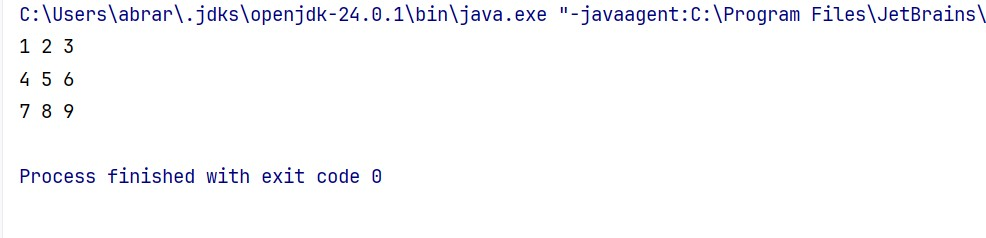 C:\Users\abrar\.jdks\openjdk-24.0.1\bin\java.exe "-javaagent:C:\Program Files\JetBrains\
1 2 3
4 5 6
7 8 9
Process finished with exit code 0